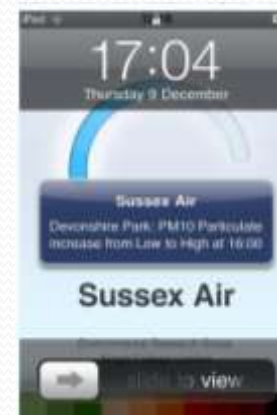 iPod
17:04
Thursday 9 December
Sussex Air
Devonshire Park: PM10 Particulate
increase from Low to High at 16:00
Sussex Air
slide to view